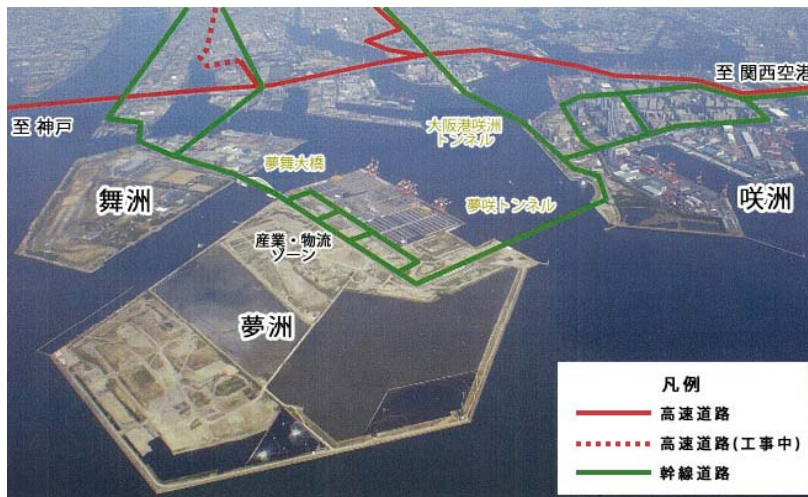 至 関西空港
至 神戸
大阪港咲洲
トンネル
夢舞大橋
舞洲
咲洲
夢咲トンネル
産業・物流
ゾーン
夢洲
凡例
高速道路
高速道路(工事中)
幹線道路